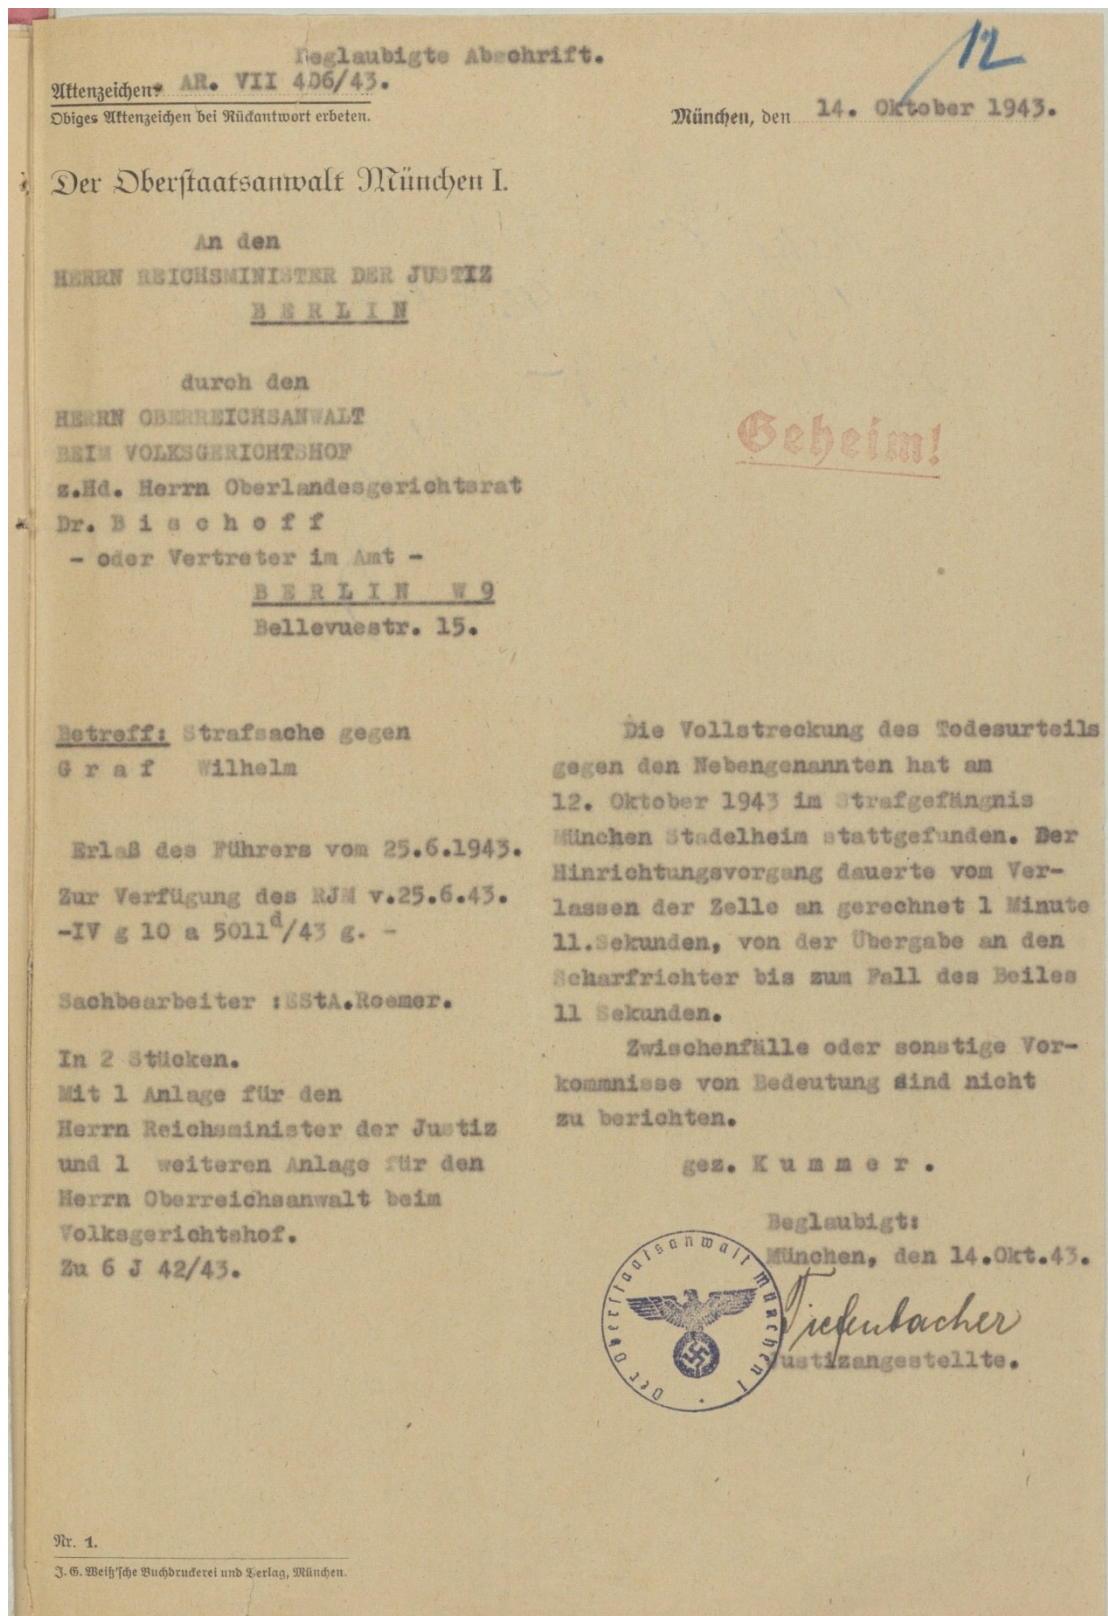 12
Beglaubigte Abschrift.
Aktenzeichen: AR. VII 406/43.
Obiges Aktenzeichen bei Rückantwort erbeten.
München, den 14. Oktober 1943.
Der Oberstaatsanwalt München I.
An den
HERRN REICHSMINISTER DER JUSTIZ
B E R L I N
durch den
HERRN OBERREICHSANWALT
BEIM VOLKSGERICHTSHOF
z.Hd. Herrn Oberlandesgerichtsrat
Dr. B i s c h o f f
- oder Vertreter im Amt -
B E R L I N   W 9
Bellevuestr. 15.
Geheim!
Betreff: Strafsache gegen
G r a f   Wilhelm
Erlaß des Führers vom 25.6.1943.
Zur Verfügung des RJM v.25.6.43.
-IV g 10 a 5011d/43 g. -
Sachbearbeiter :EStA.Roemer.
In 2 Stücken.
Mit 1 Anlage für den
Herrn Reichsminister der Justiz
und 1 weiteren Anlage für den
Herrn Oberreichsanwalt beim
Volksgerichtshof.
Zu 6 J 42/43.
Die Vollstreckung des Todesurteils
gegen den Nebengenannten hat am
12. Oktober 1943 im Strafgefängnis
München Stadelheim stattgefunden. Der
Hinrichtungsvorgang dauerte vom Ver-
lassen der Zelle an gerechnet 1 Minute
11.Sekunden, von der Übergabe an den
Scharfrichter bis zum Fall des Beiles
11 Sekunden.
Zwischenfälle oder sonstige Vor-
kommnisse von Bedeutung sind nicht
zu berichten.
gez. K u m m e r .
Beglaubigt:
München, den 14.Okt.43.
Tiefenbacher
Justizangestellte.
Der Oberstaatsanwalt München I
Nr. 1.
J. G. Weiß'sche Buchdruckerei und Verlag, München.